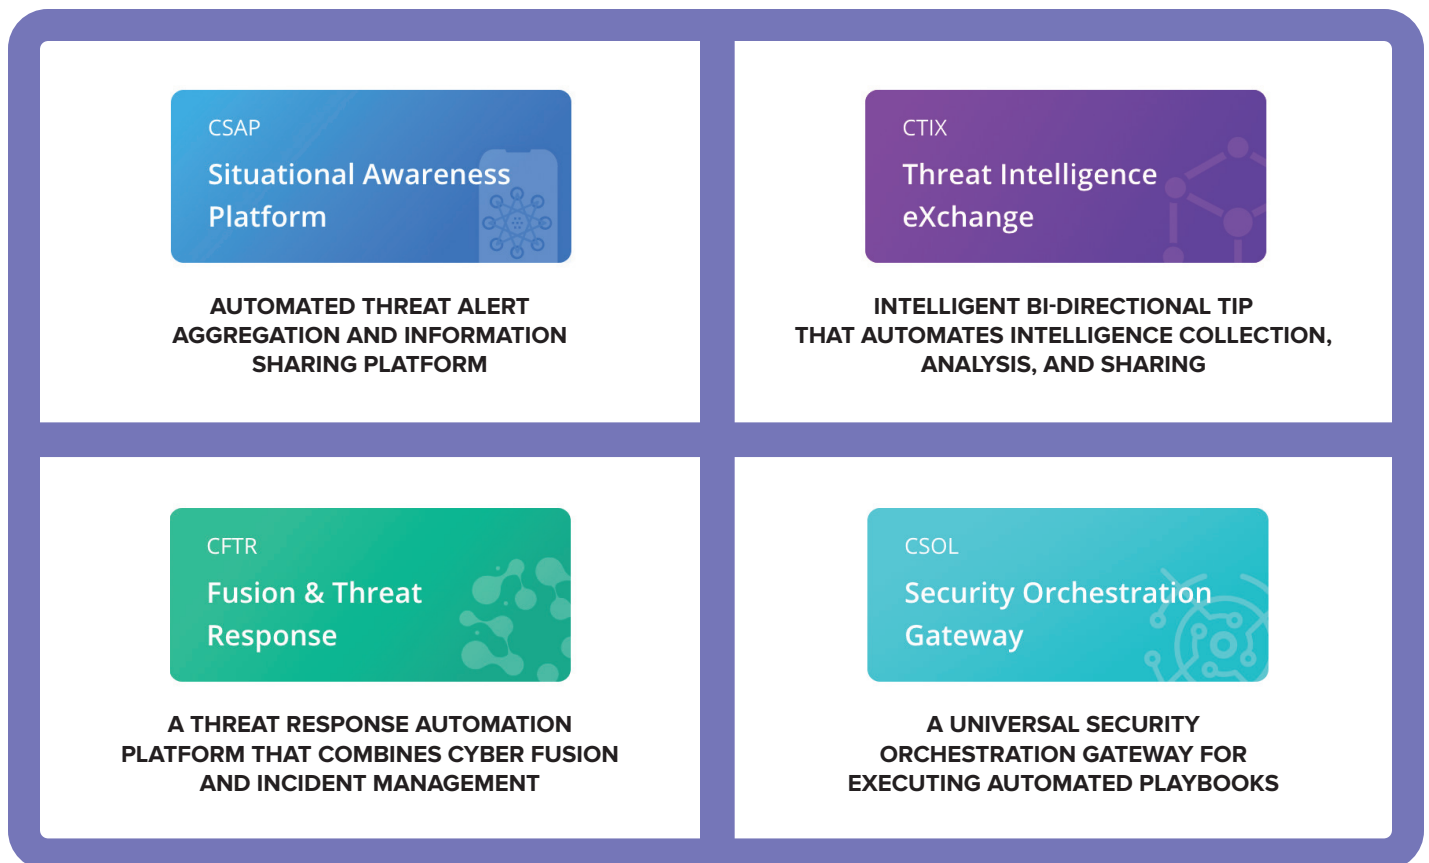 CSAP
Situational Awareness
Platform
AUTOMATED THREAT ALERT
AGGREGATION AND INFORMATION
SHARING PLATFORM
CTIX
Threat Intelligence
eXchange
INTELLIGENT BI-DIRECTIONAL TIP
THAT AUTOMATES INTELLIGENCE COLLECTION,
ANALYSIS, AND SHARING
CFTR
Fusion & Threat
Response
A THREAT RESPONSE AUTOMATION
PLATFORM THAT COMBINES CYBER FUSION
AND INCIDENT MANAGEMENT
CSOL
Security Orchestration
Gateway
A UNIVERSAL SECURITY
ORCHESTRATION GATEWAY FOR
EXECUTING AUTOMATED PLAYBOOKS